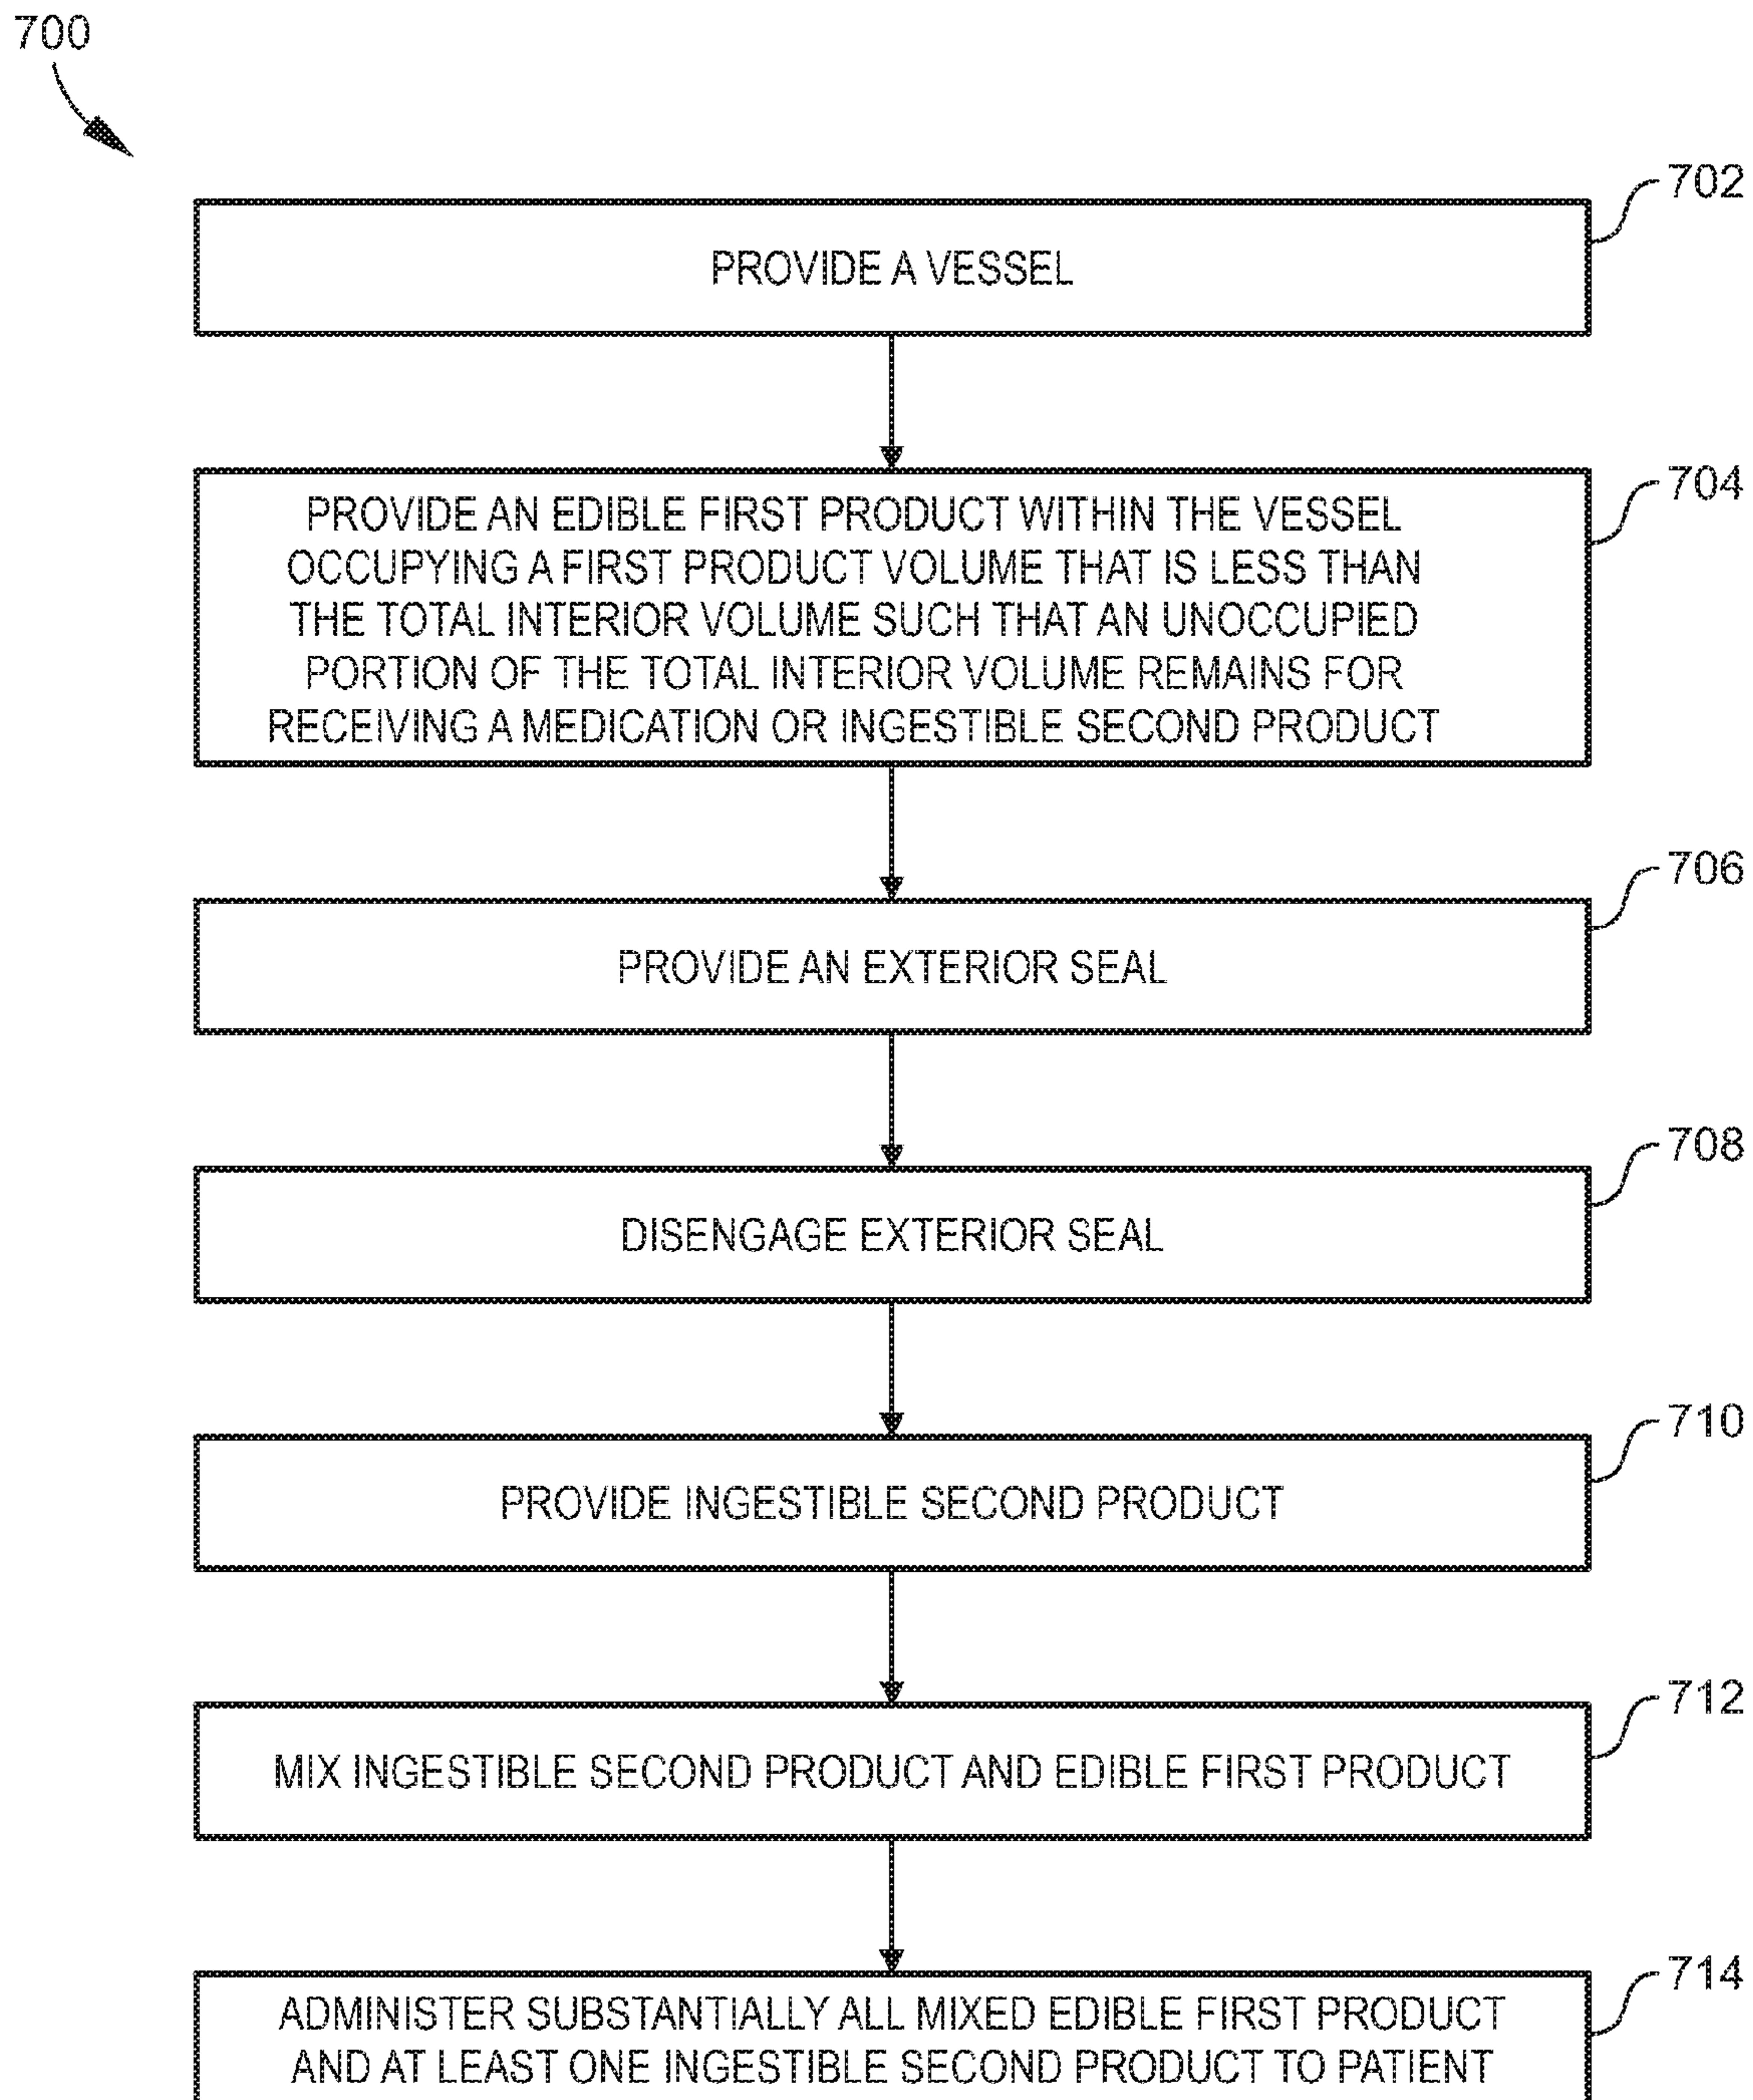 700
702
PROVIDE A VESSEL
704
PROVIDE AN EDIBLE FIRST PRODUCT WITHIN THE VESSEL
OCCUPYING A FIRST PRODUCT VOLUME THAT IS LESS THAN
THE TOTAL INTERIOR VOLUME SUCH THAT AN UNOCCUPIED
PORTION OF THE TOTAL INTERIOR VOLUME REMAINS FOR
RECEIVING A MEDICATION OR INGESTIBLE SECOND PRODUCT
706
PROVIDE AN EXTERIOR SEAL
708
DISENGAGE EXTERIOR SEAL
710
PROVIDE INGESTIBLE SECOND PRODUCT
712
MIX INGESTIBLE SECOND PRODUCT AND EDIBLE FIRST PRODUCT
714
ADMINISTER SUBSTANTIALLY ALL MIXED EDIBLE FIRST PRODUCT
AND AT LEAST ONE INGESTIBLE SECOND PRODUCT TO PATIENT